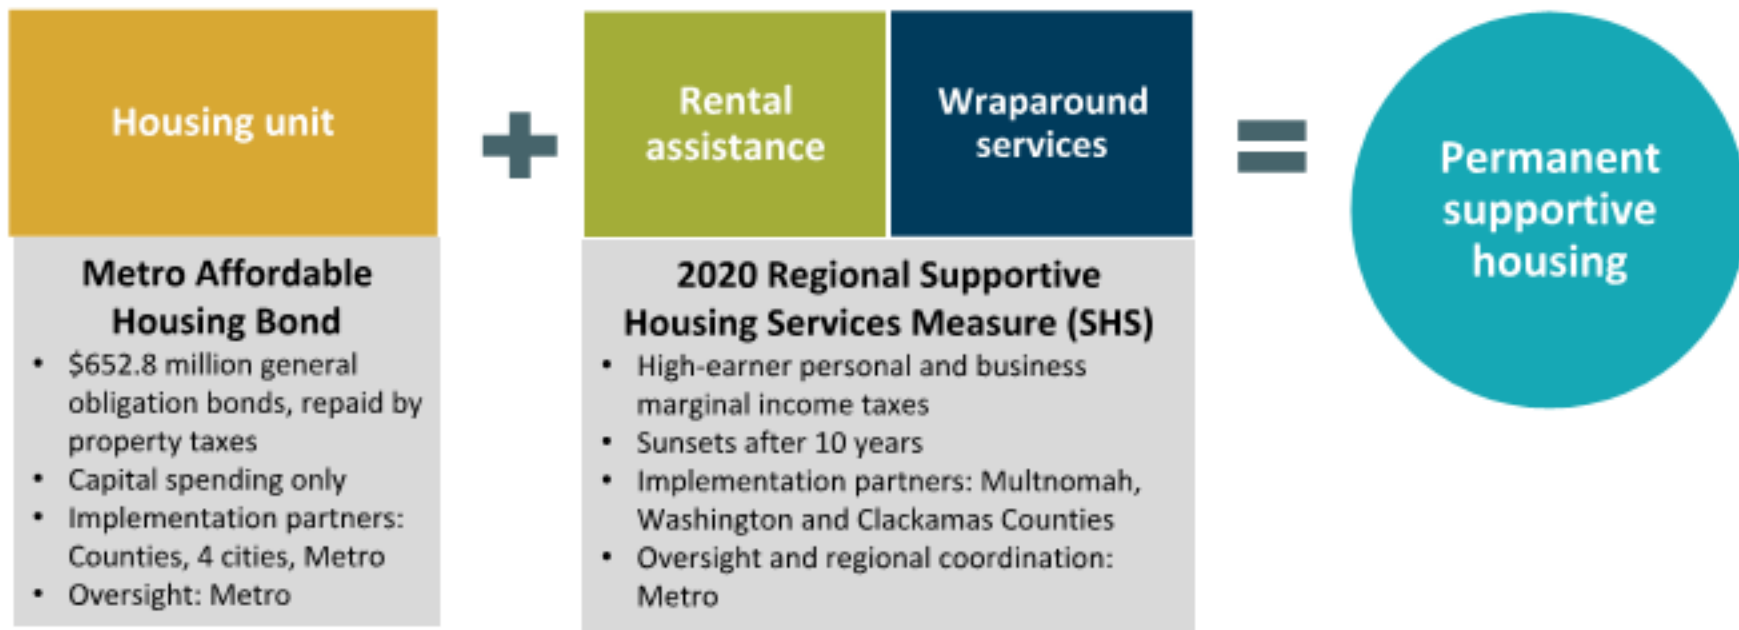 Housing unit
Rental
assistance
Wraparound
services
Permanent
supportive
housing
Metro Affordable
Housing Bond
• $652.8 million general
obligation bonds, repaid by
property taxes
• Capital spending only
• Implementation partners:
Counties, 4 cities, Metro
• Oversight: Metro
2020 Regional Supportive
Housing Services Measure (SHS)
• High-earner personal and business
marginal income taxes
• Sunsets after 10 years
• Implementation partners: Multnomah,
Washington and Clackamas Counties
• Oversight and regional coordination:
Metro